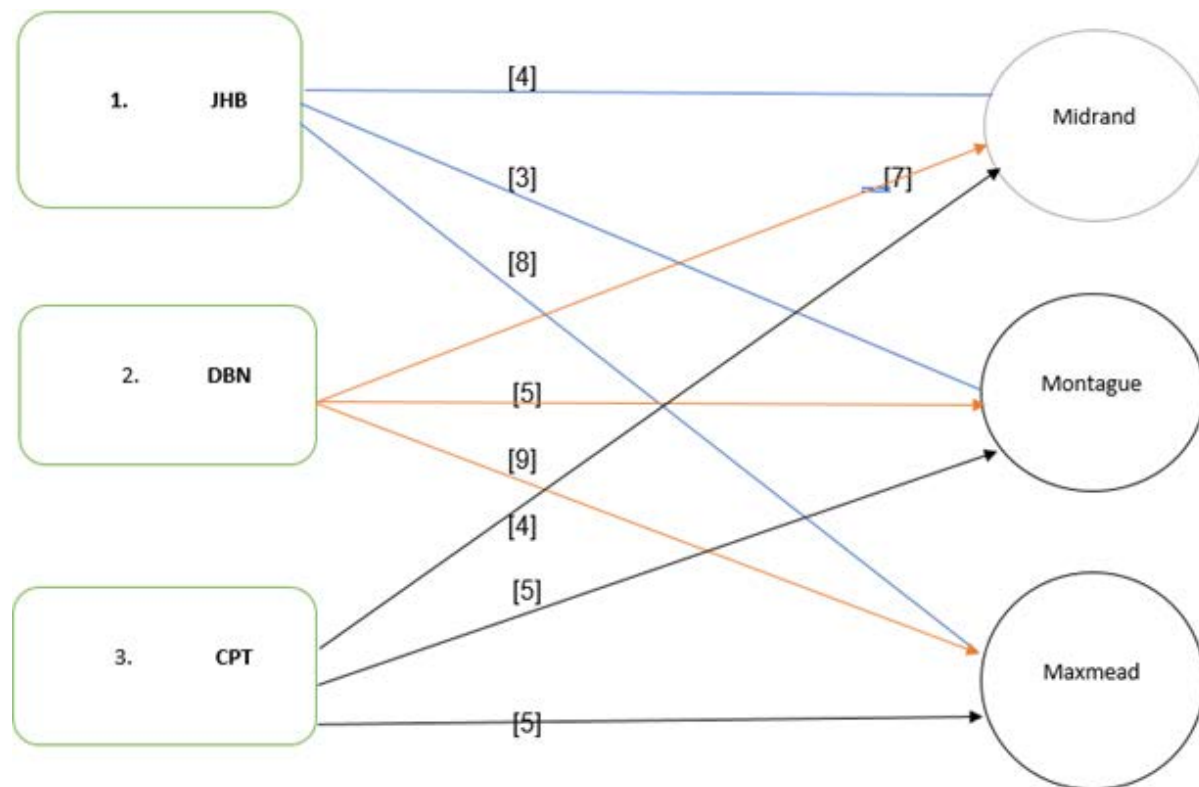 1. JHB
[4]
Midrand
[3]
[7]
[8]
2. DBN
[5]
Montague
[9]
[4]
[5]
3. CPT
Maxmead
[5]